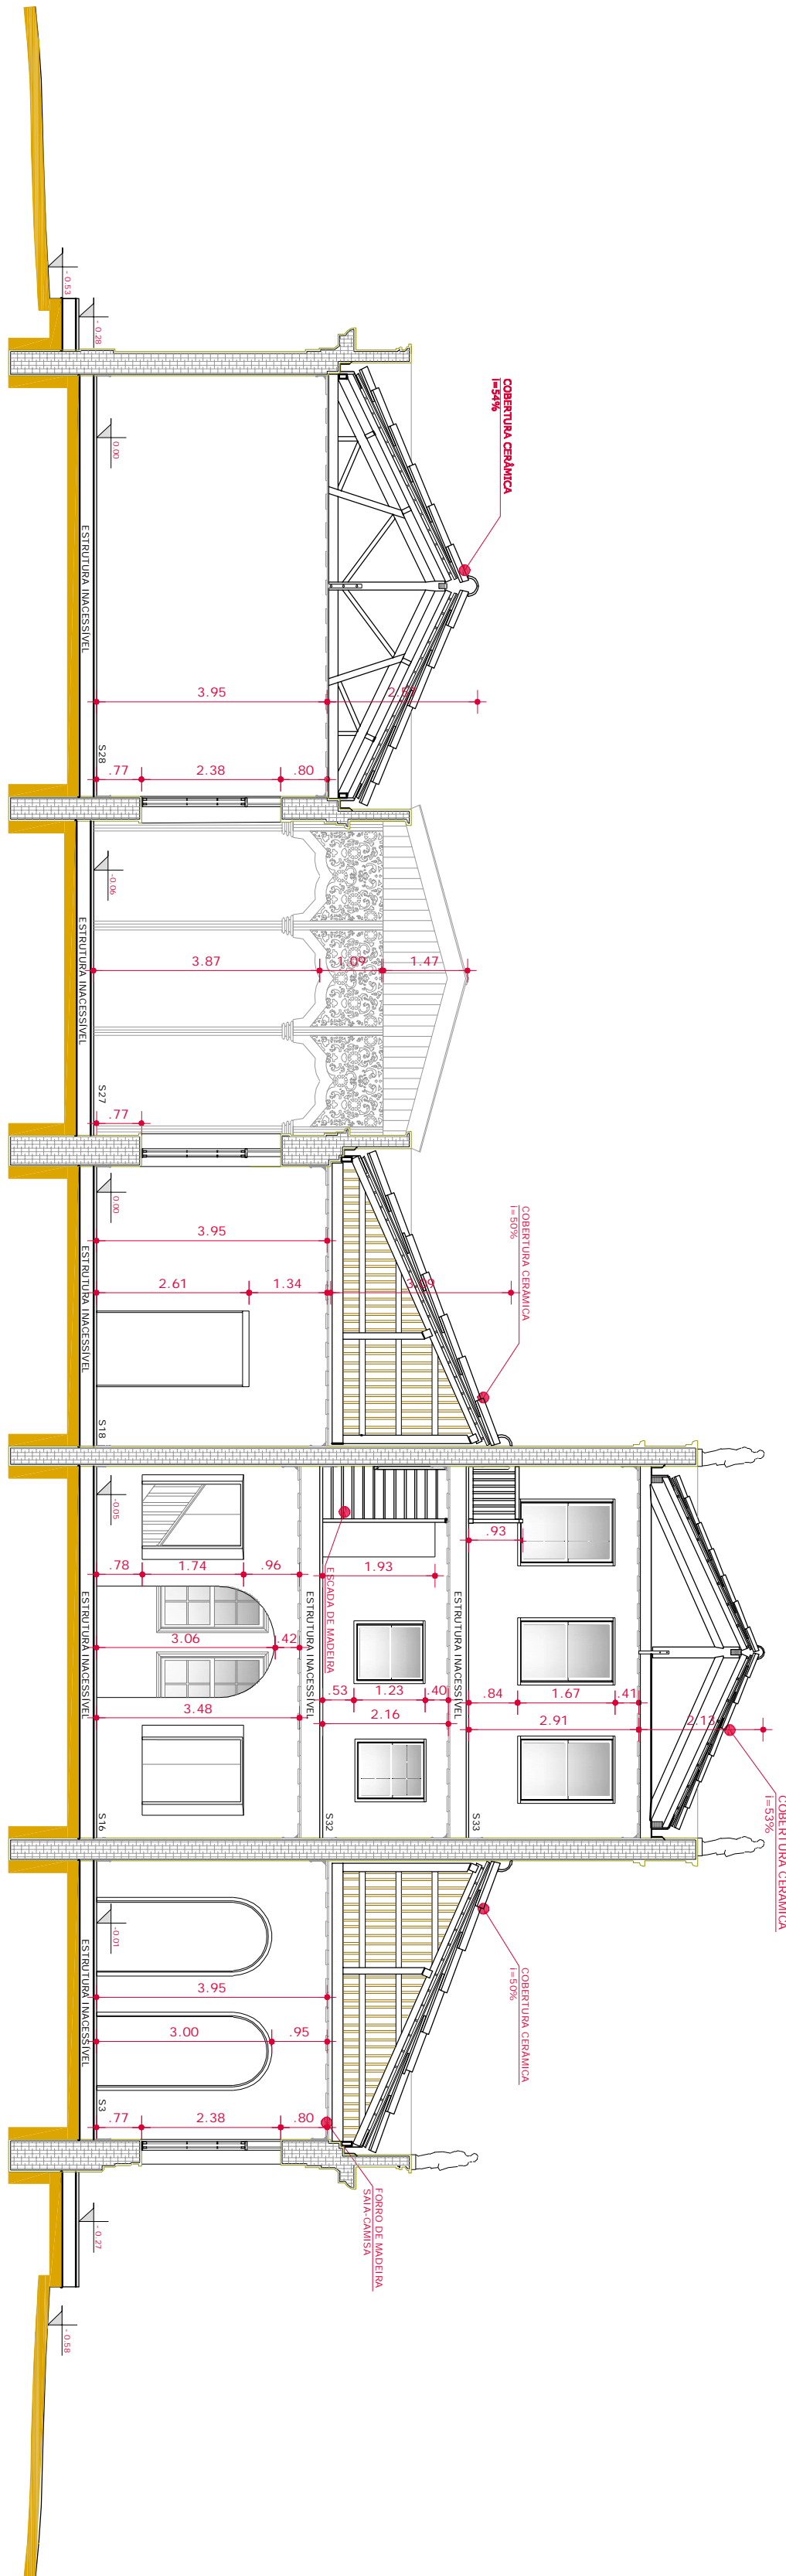 - 0.53
- 0.28
COBERTURA CERÂMICA
i=54%
0.00
ESTRUTURA INACESSÍVEL
3.95
2.57
S28
.77
2.38
.80
-0.06
ESTRUTURA INACESSÍVEL
3.87
1.09
1.47
S27
.77
0.00
COBERTURA CERÂMICA
i=50%
ESTRUTURA INACESSÍVEL
3.95
2.61
1.34
3.09
S18
-0.05
.93
.78
1.74
.96
1.93
ESCADA DE MADEIRA
ESTRUTURA INACESSÍVEL
ESTRUTURA INACESSÍVEL
ESTRUTURA INACESSÍVEL
3.06
.42
.53
1.23
.40
.84
1.67
.41
3.48
2.16
2.91
2.13
COBERTURA CERÂMICA
i=53%
S16
S32
S33
-0.01
COBERTURA CERÂMICA
i=50%
ESTRUTURA INACESSÍVEL
3.95
3.00
.95
S3
.77
2.38
.80
FORRO DE MADEIRA
SAIA-CAMISA
- 0.27
- 0.58